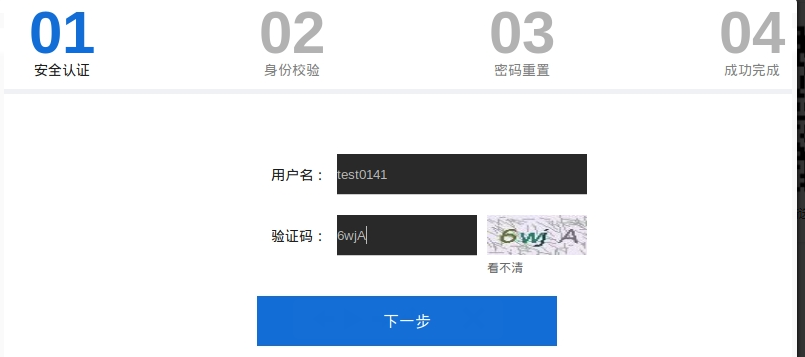 01 02 03 04
安全认证 身份校验 密码重置 成功完成
用户名： test0141
验证码： 6wjA 6wjA
看不清
下一步